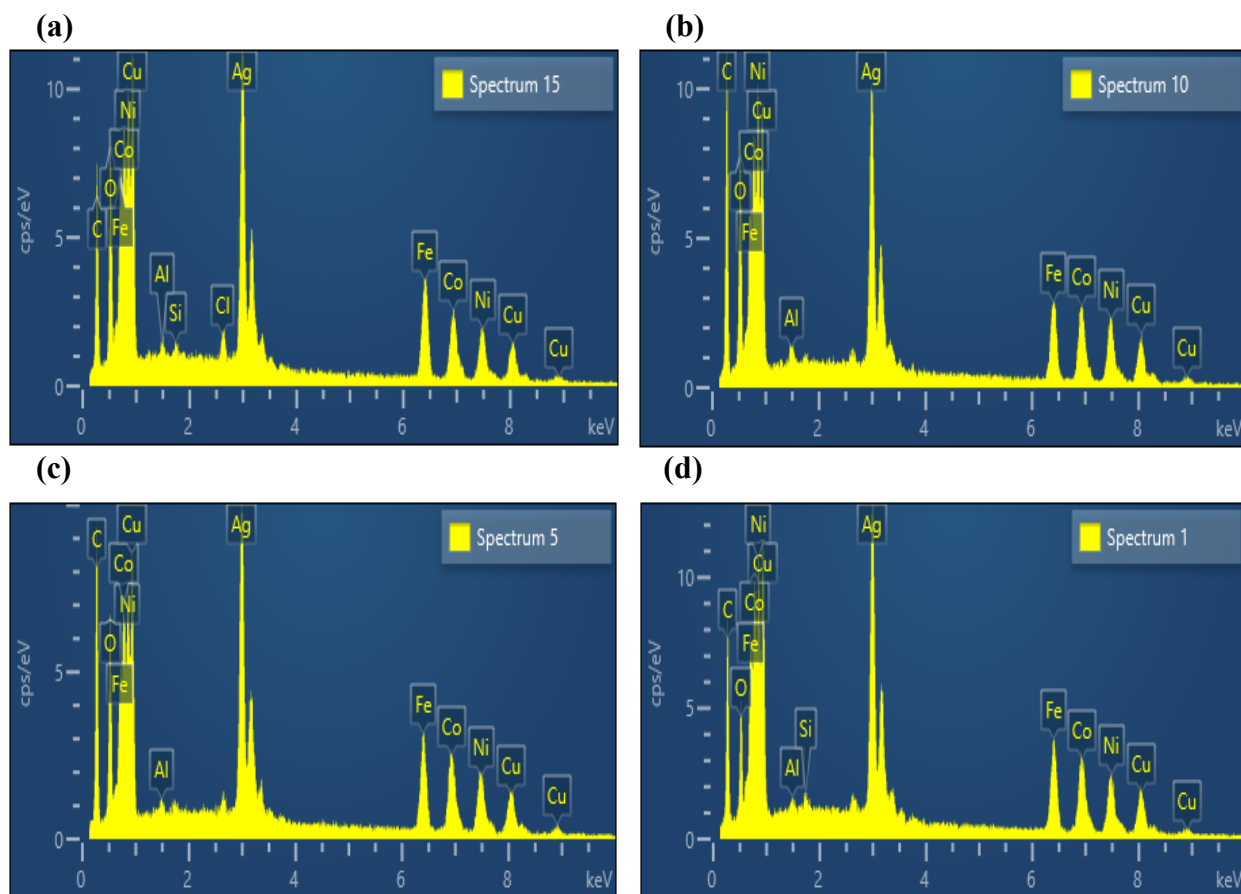 (a)
(b)
Cu
Ag
Spectrum 15
10
Ni
Co
O
C
Fe
5
Al
Si
Cl
Fe
Co
Ni
Cu
Cu
0
cps/eV
0
2
4
6
8
keV
C
Ni
Ag
Spectrum 10
10
Cu
Co
O
Fe
5
Al
Fe
Co
Ni
Cu
Cu
0
cps/eV
0
2
4
6
8
keV
(c)
(d)
Cu
Ag
Spectrum 5
C
Co
Ni
O
Fe
5
Al
Fe
Co
Ni
Cu
Cu
0
cps/eV
0
2
4
6
8
keV
Ni
Ag
Spectrum 1
10
Cu
C
Co
Fe
O
5
Si
Al
Fe
Co
Ni
Cu
Cu
0
cps/eV
0
2
4
6
8
keV